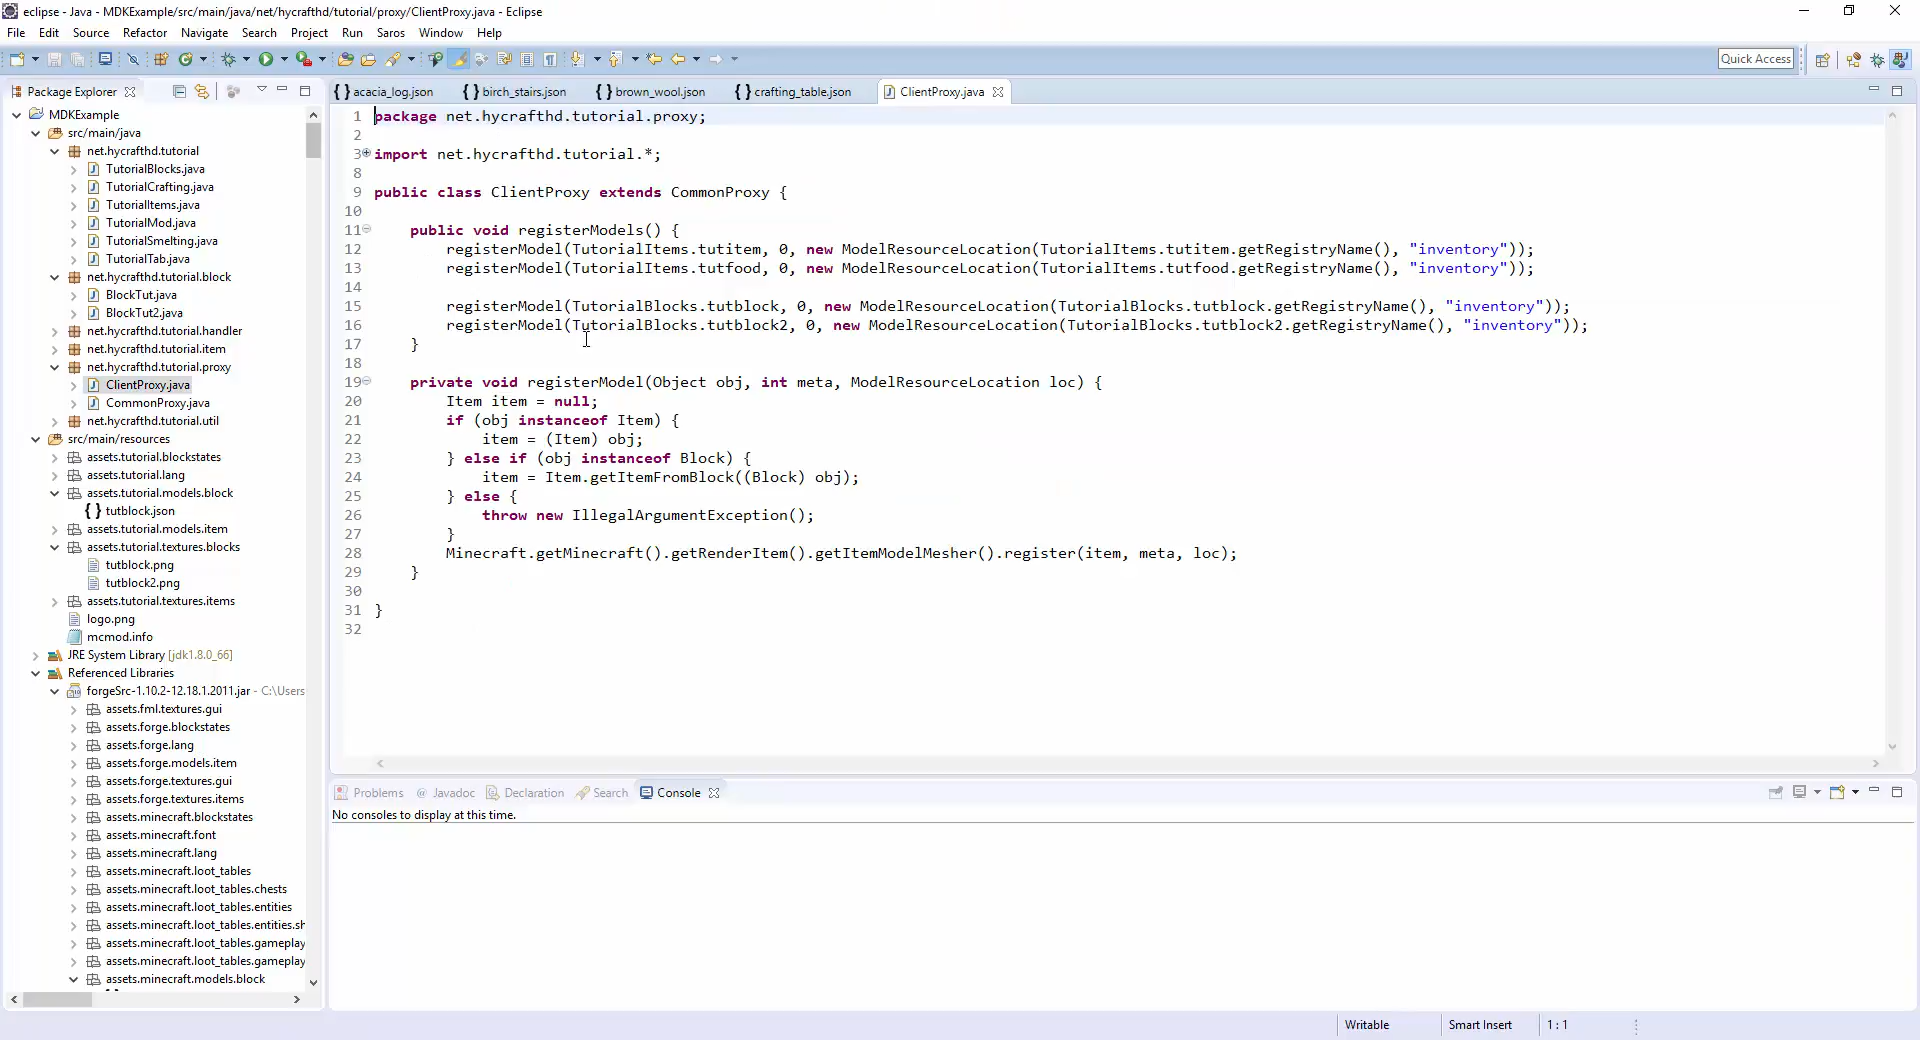 eclipse - Java - MDKExample/src/main/java/net/hycrafthd/tutorial/proxy/ClientProxy.java - Eclipse
File Edit Source Refactor Navigate Search Project Run Saros Window Help
Quick Access
Package Explorer
MDKExample
src/main/java
net.hycrafthd.tutorial
TutorialBlocks.java
TutorialCrafting.java
TutorialItems.java
TutorialMod.java
TutorialSmelting.java
TutorialTab.java
net.hycrafthd.tutorial.block
BlockTut.java
BlockTut2.java
net.hycrafthd.tutorial.handler
net.hycrafthd.tutorial.item
net.hycrafthd.tutorial.proxy
ClientProxy.java
CommonProxy.java
net.hycrafthd.tutorial.util
src/main/resources
assets.tutorial.blockstates
assets.tutorial.lang
assets.tutorial.models.block
{} tutblock.json
assets.tutorial.models.item
assets.tutorial.textures.blocks
tutblock.png
tutblock2.png
assets.tutorial.textures.items
logo.png
mcmod.info
JRE System Library [jdk1.8.0_66]
Referenced Libraries
forgeSrc-1.10.2-12.18.1.2011.jar - C:\Users
assets.fml.textures.gui
assets.forge.blockstates
assets.forge.lang
assets.forge.models.item
assets.forge.textures.gui
assets.forge.textures.items
assets.minecraft.blockstates
assets.minecraft.font
assets.minecraft.lang
assets.minecraft.loot_tables
assets.minecraft.loot_tables.chests
assets.minecraft.loot_tables.entities
assets.minecraft.loot_tables.entities.sh
assets.minecraft.loot_tables.gameplay
assets.minecraft.loot_tables.gameplay
assets.minecraft.models.block
{} acacia_log.json {} birch_stairs.json {} brown_wool.json {} crafting_table.json ClientProxy.java
1 package net.hycrafthd.tutorial.proxy;
2
3 import net.hycrafthd.tutorial.*;
8
9 public class ClientProxy extends CommonProxy {
10
11 public void registerModels() {
12 registerModel(TutorialItems.tutitem, 0, new ModelResourceLocation(TutorialItems.tutitem.getRegistryName(), "inventory"));
13 registerModel(TutorialItems.tutfood, 0, new ModelResourceLocation(TutorialItems.tutfood.getRegistryName(), "inventory"));
14
15 registerModel(TutorialBlocks.tutblock, 0, new ModelResourceLocation(TutorialBlocks.tutblock.getRegistryName(), "inventory"));
16 registerModel(TutorialBlocks.tutblock2, 0, new ModelResourceLocation(TutorialBlocks.tutblock2.getRegistryName(), "inventory"));
17 }
18
19 private void registerModel(Object obj, int meta, ModelResourceLocation loc) {
20 Item item = null;
21 if (obj instanceof Item) {
22 item = (Item) obj;
23 } else if (obj instanceof Block) {
24 item = Item.getItemFromBlock((Block) obj);
25 } else {
26 throw new IllegalArgumentException();
27 }
28 Minecraft.getMinecraft().getRenderItem().getItemModelMesher().register(item, meta, loc);
29 }
30
31 }
32
Problems @ Javadoc Declaration Search Console
No consoles to display at this time.
Writable Smart Insert 1 : 1